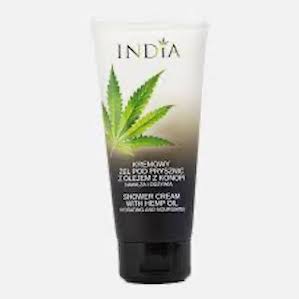 INDIA
KREMOWY
ŻEL POD PRYSZNIC
Z OLEJEM Z KONOPI
NAWILŻA I ODŻYWIA
SHOWER CREAM
WITH HEMP OIL
HYDRATING AND NOURISHING